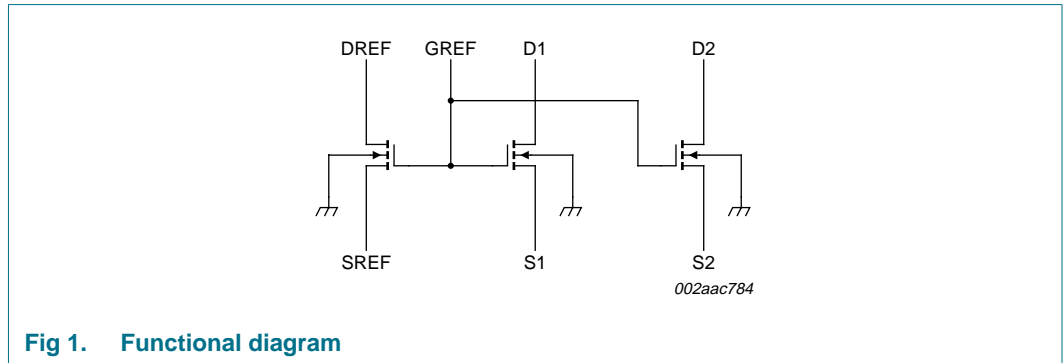 DREF GREF D1 D2
SREF S1 S2
002aac784
Fig 1. Functional diagram